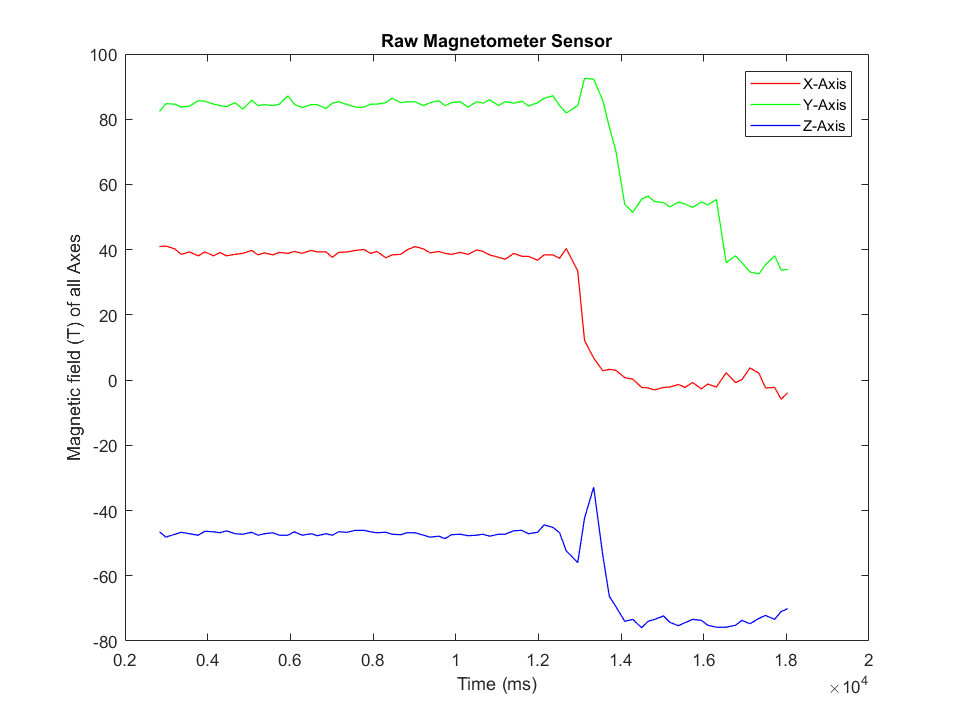 Raw Magnetometer Sensor
100
80
60
40
20
0
-20
-40
-60
-80
Magnetic field (T) of all Axes
X-Axis
Y-Axis
Z-Axis
0.2 0.4 0.6 0.8 1 1.2 1.4 1.6 1.8 2
Time (ms)
×10⁴